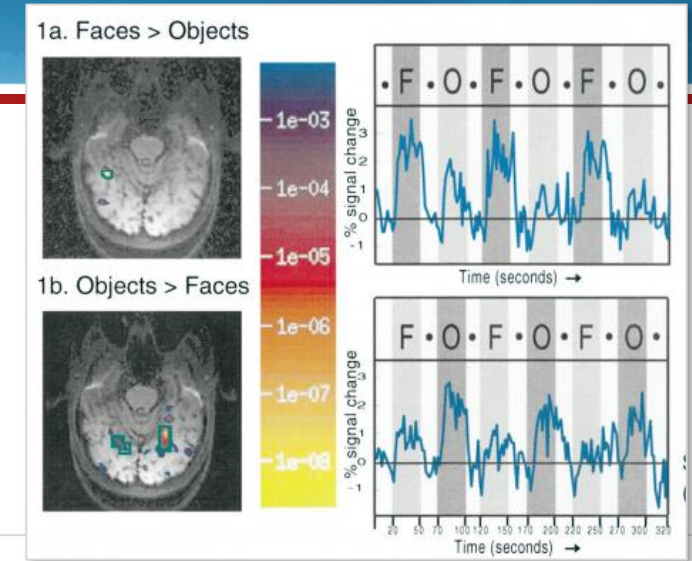 1a. Faces > Objects
1e-03
1e-04
1e-05
1e-06
1e-07
1e-08
• F • O • F • O • F • O •
% signal change
3
2
1
0
- 1
Time (seconds) →
1b. Objects > Faces
F • O • F • O • F • O •
% signal change
3
2
1
0
- 1
20 50 70 100 120 150 170 200 220 250 270 300 320
Time (seconds) →